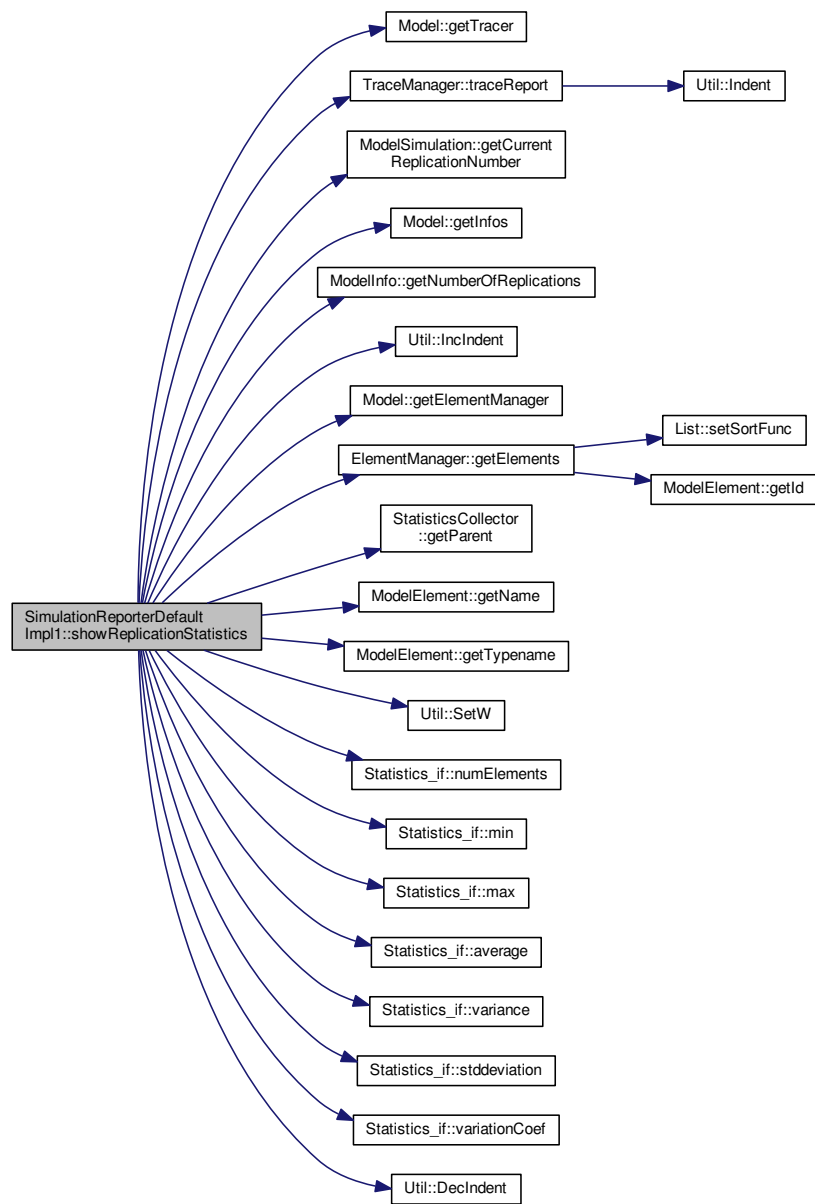 Model::getTracer
TraceManager::traceReport
Util::Indent
ModelSimulation::getCurrent
ReplicationNumber
Model::getInfos
ModelInfo::getNumberOfReplications
Util::IncIndent
Model::getElementManager
ElementManager::getElements
List::setSortFunc
ModelElement::getId
StatisticsCollector
::getParent
SimulationReporterDefault
Impl1::showReplicationStatistics
ModelElement::getName
ModelElement::getTypename
Util::SetW
Statistics_if::numElements
Statistics_if::min
Statistics_if::max
Statistics_if::average
Statistics_if::variance
Statistics_if::stddeviation
Statistics_if::variationCoef
Util::DecIndent